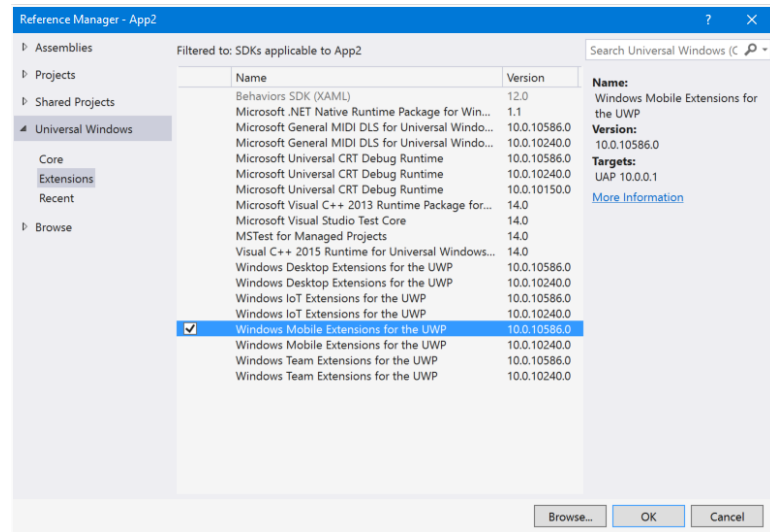 Reference Manager - App2
? ✕
Assemblies
Projects
Shared Projects
Universal Windows
Core
Extensions
Recent
Browse
Filtered to: SDKs applicable to App2
Name Version
Behaviors SDK (XAML) 12.0
Microsoft .NET Native Runtime Package for Win... 1.1
Microsoft General MIDI DLS for Universal Windo... 10.0.10586.0
Microsoft General MIDI DLS for Universal Windo... 10.0.10240.0
Microsoft Universal CRT Debug Runtime 10.0.10586.0
Microsoft Universal CRT Debug Runtime 10.0.10240.0
Microsoft Universal CRT Debug Runtime 10.0.10150.0
Microsoft Visual C++ 2013 Runtime Package for... 14.0
Microsoft Visual Studio Test Core 14.0
MSTest for Managed Projects 14.0
Visual C++ 2015 Runtime for Universal Windows... 14.0
Windows Desktop Extensions for the UWP 10.0.10586.0
Windows Desktop Extensions for the UWP 10.0.10240.0
Windows IoT Extensions for the UWP 10.0.10586.0
Windows IoT Extensions for the UWP 10.0.10240.0
Windows Mobile Extensions for the UWP 10.0.10586.0
Windows Mobile Extensions for the UWP 10.0.10240.0
Windows Team Extensions for the UWP 10.0.10586.0
Windows Team Extensions for the UWP 10.0.10240.0
Search Universal Windows (C
Name:
Windows Mobile Extensions for
the UWP
Version:
10.0.10586.0
Targets:
UAP 10.0.0.1
More Information
Browse... OK Cancel